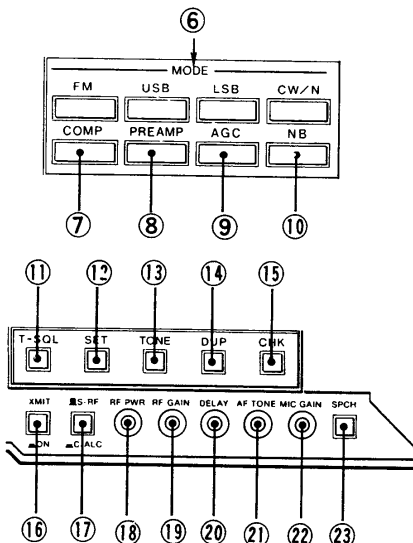 ⑥
MODE
FM USB LSB CW/N
COMP PREAMP AGC NB
⑦ ⑧ ⑨ ⑩
⑪ ⑫ ⑬ ⑭ ⑮
T-SQL SET TONE DUP CHK
XMIT S·RF RF PWR RF GAIN DELAY AF TONE MIC GAIN SPCH
ON C·ALC
⑯ ⑰ ⑱ ⑲ ⑳ ㉑ ㉒ ㉓